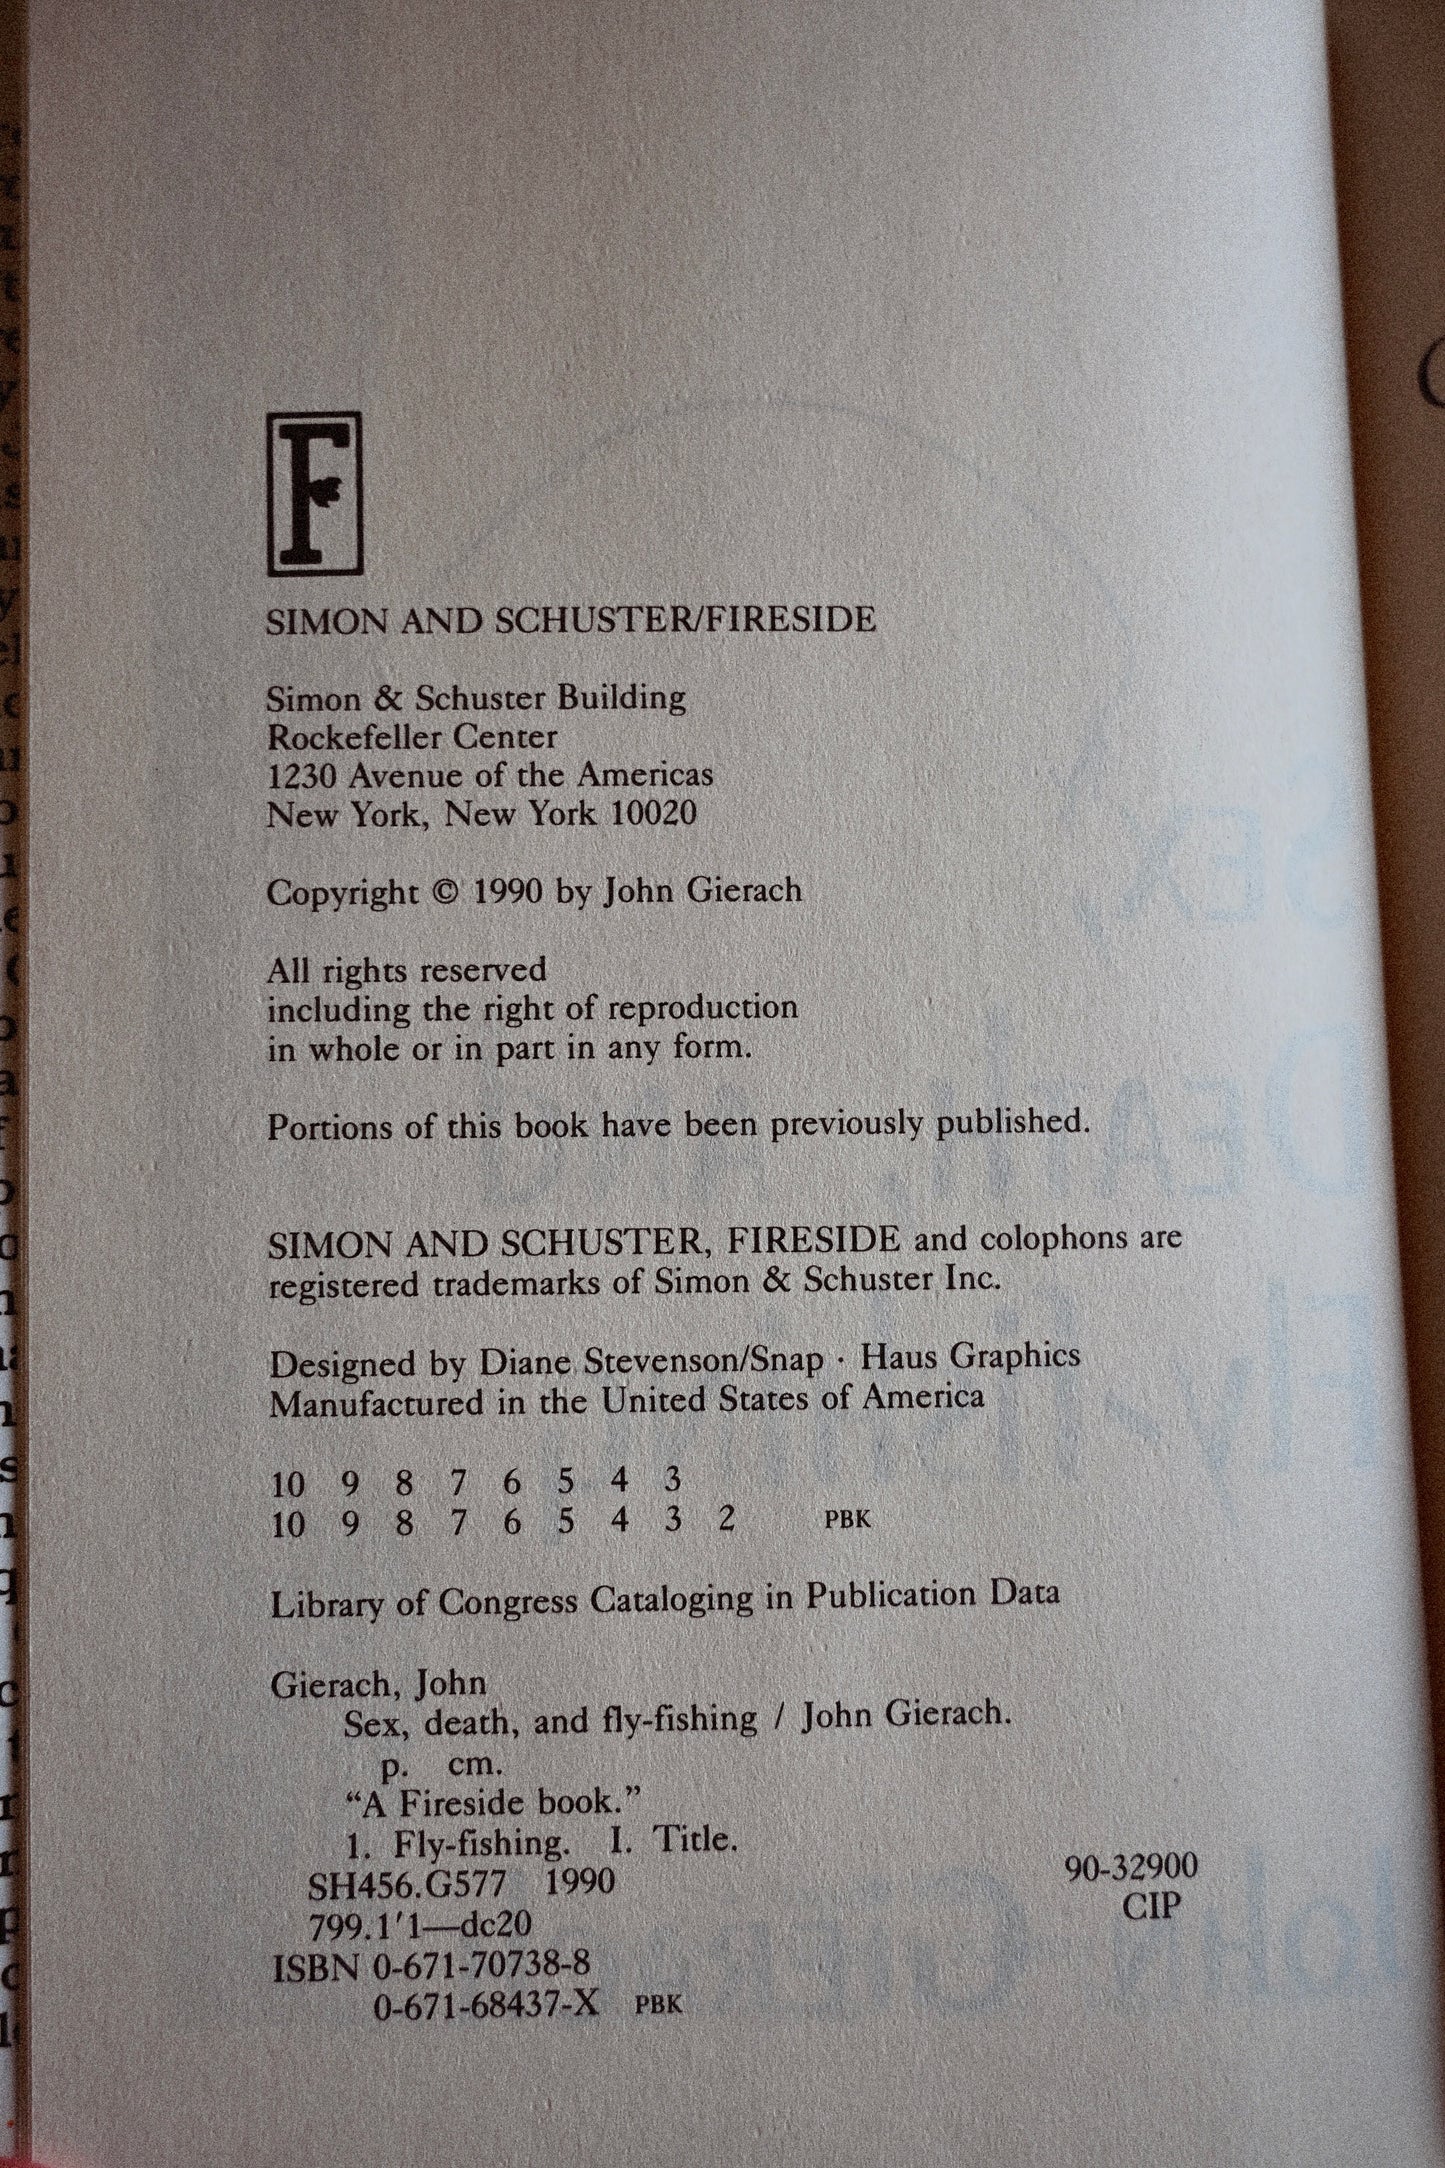 F
SIMON AND SCHUSTER/FIRESIDE
Simon & Schuster Building
Rockefeller Center
1230 Avenue of the Americas
New York, New York 10020
Copyright © 1990 by John Gierach
All rights reserved
including the right of reproduction
in whole or in part in any form.
Portions of this book have been previously published.
SIMON AND SCHUSTER, FIRESIDE and colophons are
registered trademarks of Simon & Schuster Inc.
Designed by Diane Stevenson/Snap · Haus Graphics
Manufactured in the United States of America
10 9 8 7 6 5 4 3
10 9 8 7 6 5 4 3 2 PBK
Library of Congress Cataloging in Publication Data
Gierach, John
Sex, death, and fly-fishing / John Gierach.
p. cm.
“A Fireside book.”
1. Fly-fishing. I. Title.
SH456.G577 1990 90-32900
799.1′1—dc20 CIP
ISBN 0-671-70738-8
0-671-68437-X PBK